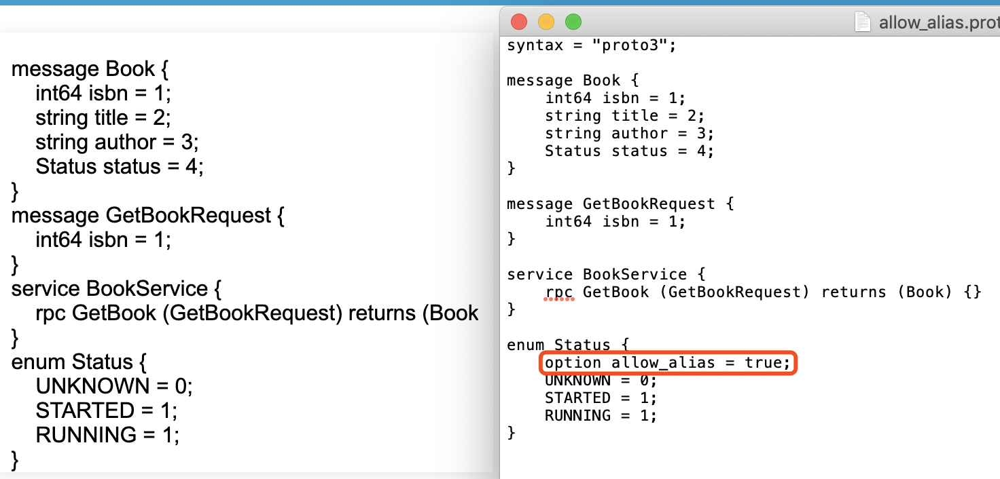 message Book {
int64 isbn = 1;
string title = 2;
string author = 3;
Status status = 4;
}
message GetBookRequest {
int64 isbn = 1;
}
service BookService {
rpc GetBook (GetBookRequest) returns (Book
}
enum Status {
UNKNOWN = 0;
STARTED = 1;
RUNNING = 1;
}
allow_alias.prot
syntax = "proto3";
message Book {
int64 isbn = 1;
string title = 2;
string author = 3;
Status status = 4;
}
message GetBookRequest {
int64 isbn = 1;
}
service BookService {
rpc GetBook (GetBookRequest) returns (Book) {}
}
enum Status {
option allow_alias = true;
UNKNOWN = 0;
STARTED = 1;
RUNNING = 1;
}